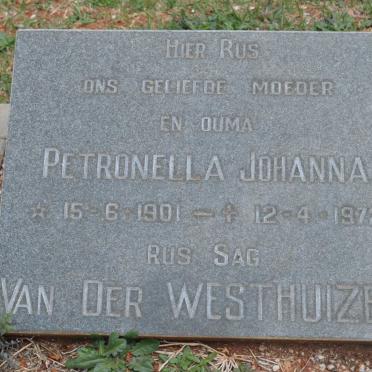 HIER RUS
ONS GELIEFDE MOEDER
EN OUMA
PETRONELLA JOHANNA
☆ 15-6-1901 — ✝ 12-4-197
RUS SAG
VAN DER WESTHUIZE